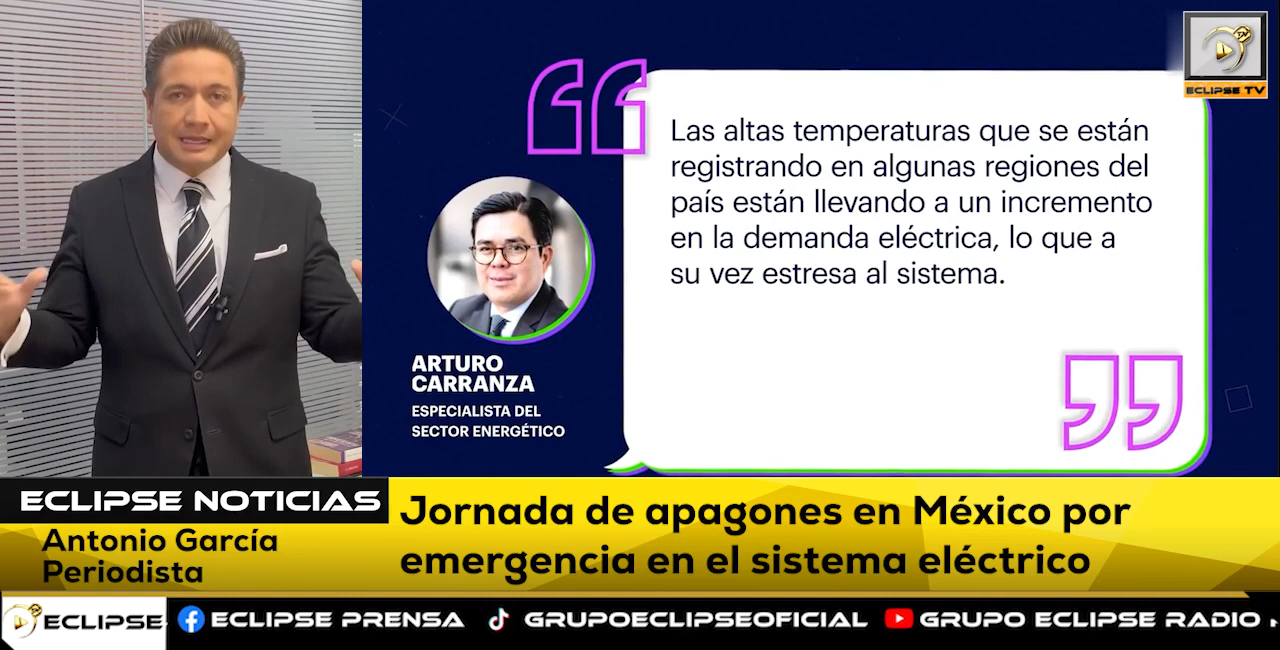 TV
ECLIPSE TV
Las altas temperaturas que se están
registrando en algunas regiones del
país están llevando a un incremento
en la demanda eléctrica, lo que a
su vez estresa al sistema.
ARTURO
CARRANZA
ESPECIALISTA DEL
SECTOR ENERGÉTICO
ECLIPSE NOTICIAS
Antonio García
Periodista
Jornada de apagones en México por
emergencia en el sistema eléctrico
ECLIPSE
ECLIPSE PRENSA
GRUPOECLIPSEOFICIAL
GRUPO ECLIPSE RADIO